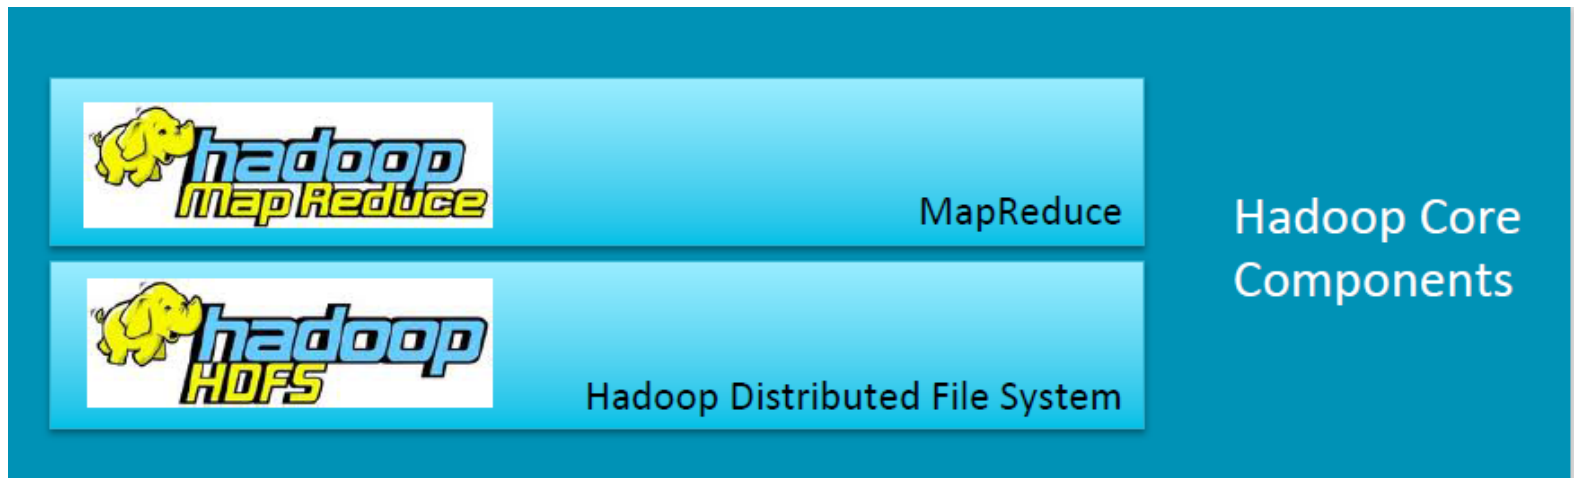 hadoop
Map Reduce
MapReduce
hadoop
HDFS
Hadoop Distributed File System
Hadoop Core
Components